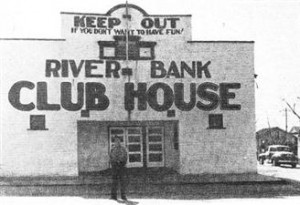 KEEP OUT
IF YOU DON'T WANT TO HAVE FUN!
RIVER BANK
CLUB HOUSE